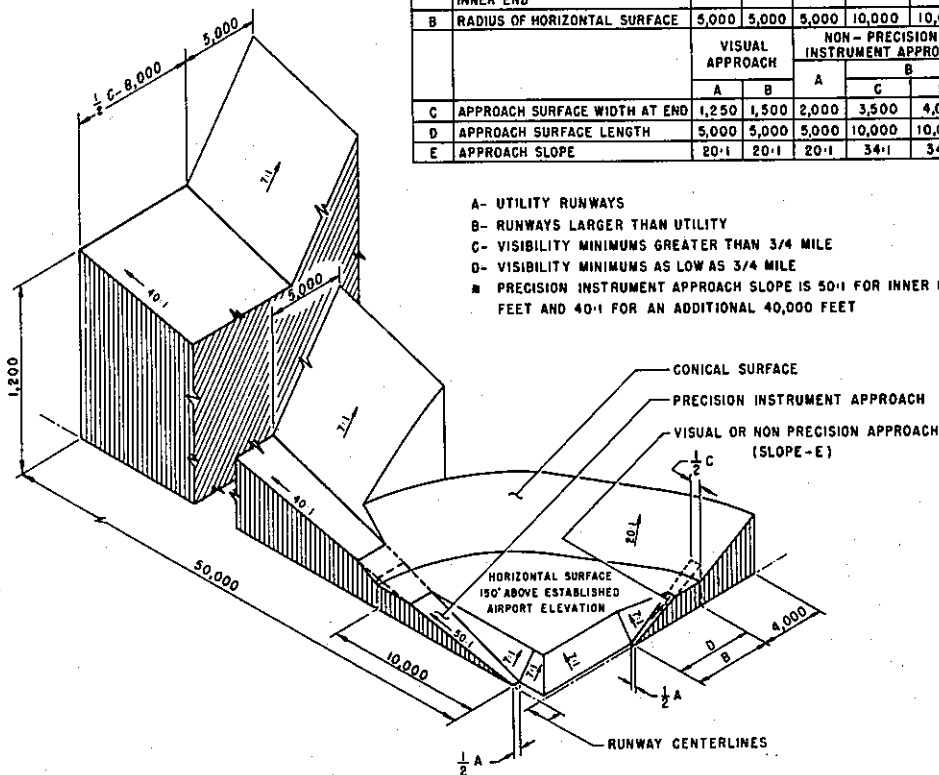 INNER END
B RADIUS OF HORIZONTAL SURFACE 5,000 5,000 5,000 10,000
VISUAL APPROACH
NON-PRECISION
INSTRUMENT
A
B
A B
C
C APPROACH SURFACE WIDTH AT END 1,250 1,500 2,000 3,500
D APPROACH SURFACE LENGTH 5,000 5,000 5,000 10,000
E APPROACH SLOPE 20:1 20:1 20:1 34:1
A- UTILITY RUNWAYS
B- RUNWAYS LARGER THAN UTILITY
C- VISIBILITY MINIMUMS GREATER THAN 3/4 MILE
D- VISIBILITY MINIMUMS AS LOW AS 3/4 MILE
PRECISION INSTRUMENT APPROACH SLOPE IS 50:1 FOR INNER
FEET AND 40:1 FOR AN ADDITIONAL 40,000 FEET
5,000
1/2 C-8,000
7:1
40:1
5,000
1,200
7:1
40:1
CONICAL SURFACE
PRECISION INSTRUMENT APPROACH
VISUAL OR NON PRECISION APPROACH
(SLOPE-E)
1/2 C
20:1
HORIZONTAL SURFACE
150' ABOVE ESTABLISHED
AIRPORT ELEVATION
50,000
50:1
7:1
7:1
7:1
7:1
10,000
D
B
4,000
1/2 A
RUNWAY CENTERLINES
1/2 A